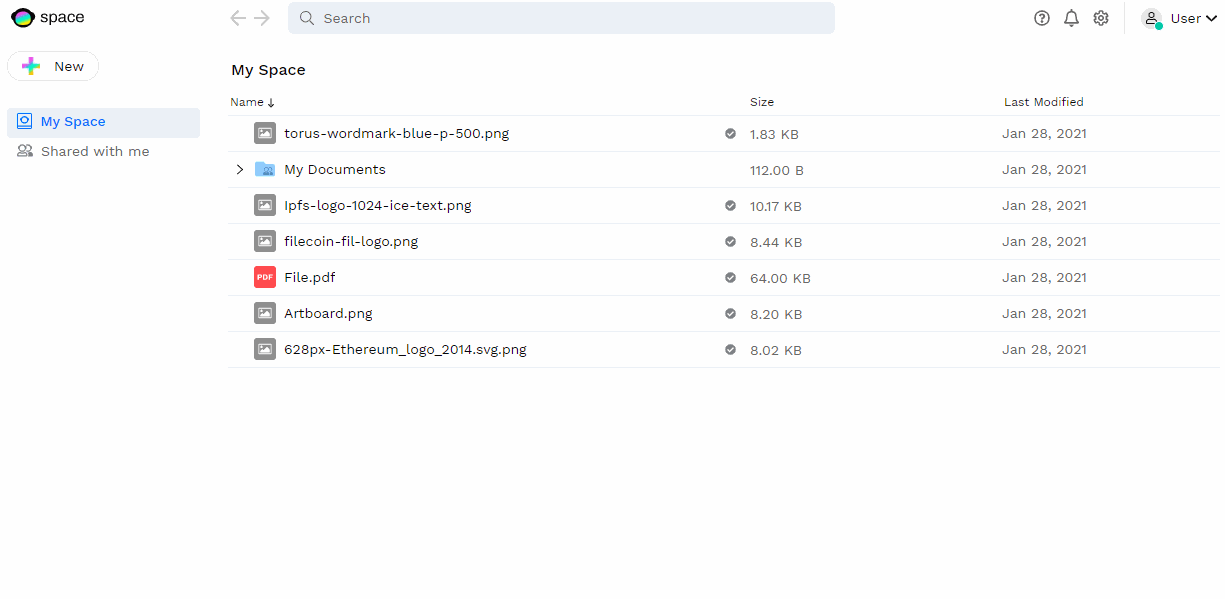 space
Search
User
New
My Space
Name ↓ Size Last Modified
My Space
Shared with me
torus-wordmark-blue-p-500.png 1.83 KB Jan 28, 2021
My Documents 112.00 B Jan 28, 2021
Ipfs-logo-1024-ice-text.png 10.17 KB Jan 28, 2021
filecoin-fil-logo.png 8.44 KB Jan 28, 2021
PDF File.pdf 64.00 KB Jan 28, 2021
Artboard.png 8.20 KB Jan 28, 2021
628px-Ethereum_logo_2014.svg.png 8.02 KB Jan 28, 2021